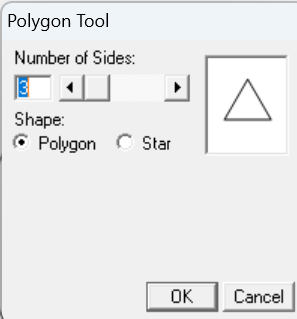 Polygon Tool
Number of Sides:
3
Shape:
Polygon Star
OK Cancel